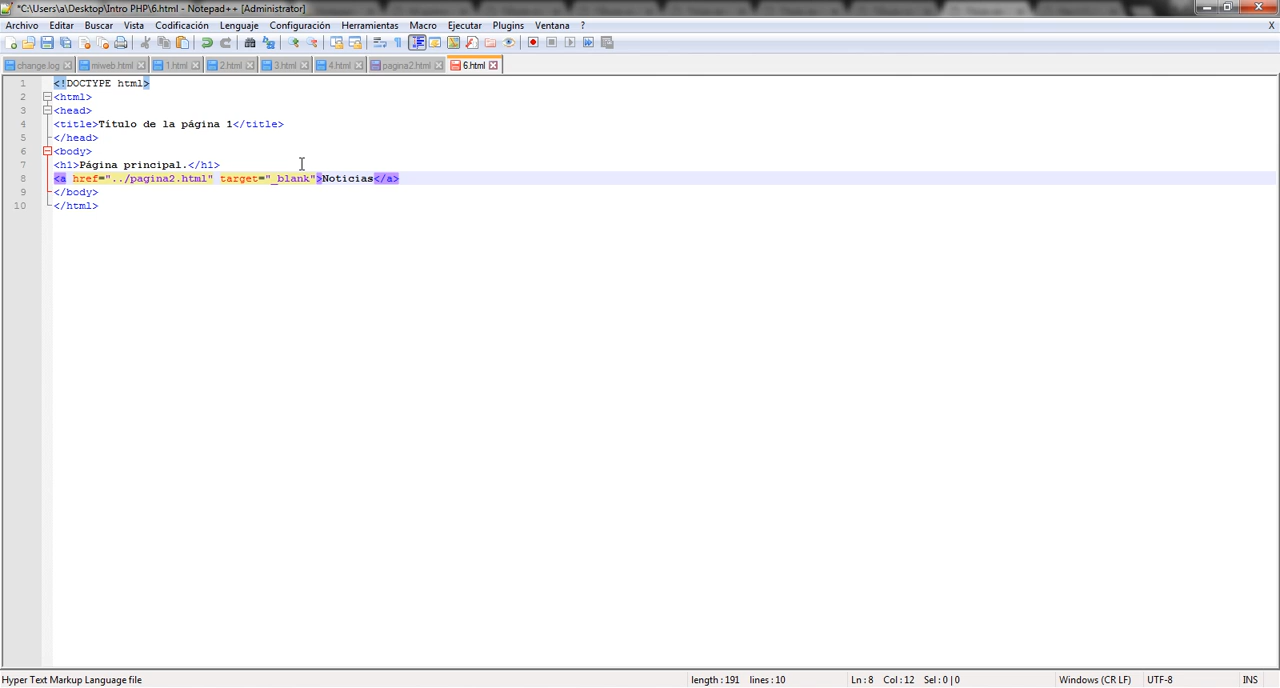 *C:\Users\a\Desktop\Intro PHP\6.html - Notepad++ [Administrator]
Archivo Editar Buscar Vista Codificación Lenguaje Configuración Herramientas Macro Ejecutar Plugins Ventana ? X
change.log miweb.html 1.html 2.html 3.html 4.html pagina2.html 6.html
1 <!DOCTYPE html>
2 <html>
3 <head>
4 <title>Título de la página 1</title>
5 </head>
6 <body>
7 <h1>Página principal.</h1>
8 <a href="../pagina2.html" target="_blank">Noticias</a>
9 </body>
10 </html>
Hyper Text Markup Language file length : 191 lines : 10 Ln : 8 Col : 12 Sel : 0 | 0 Windows (CR LF) UTF-8 INS